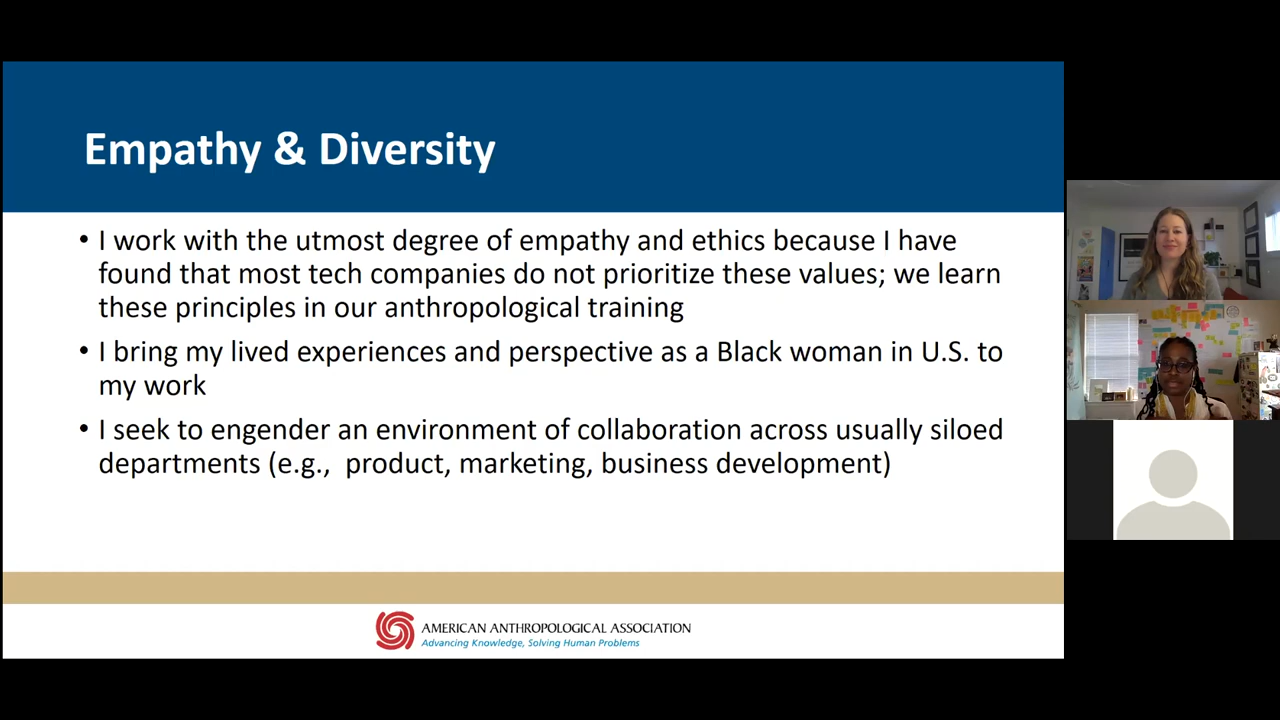 Empathy & Diversity
• I work with the utmost degree of empathy and ethics because I have
found that most tech companies do not prioritize these values; we learn
these principles in our anthropological training
• I bring my lived experiences and perspective as a Black woman in U.S. to
my work
• I seek to engender an environment of collaboration across usually siloed
departments (e.g.,  product, marketing, business development)
AMERICAN ANTHROPOLOGICAL ASSOCIATION
Advancing Knowledge, Solving Human Problems